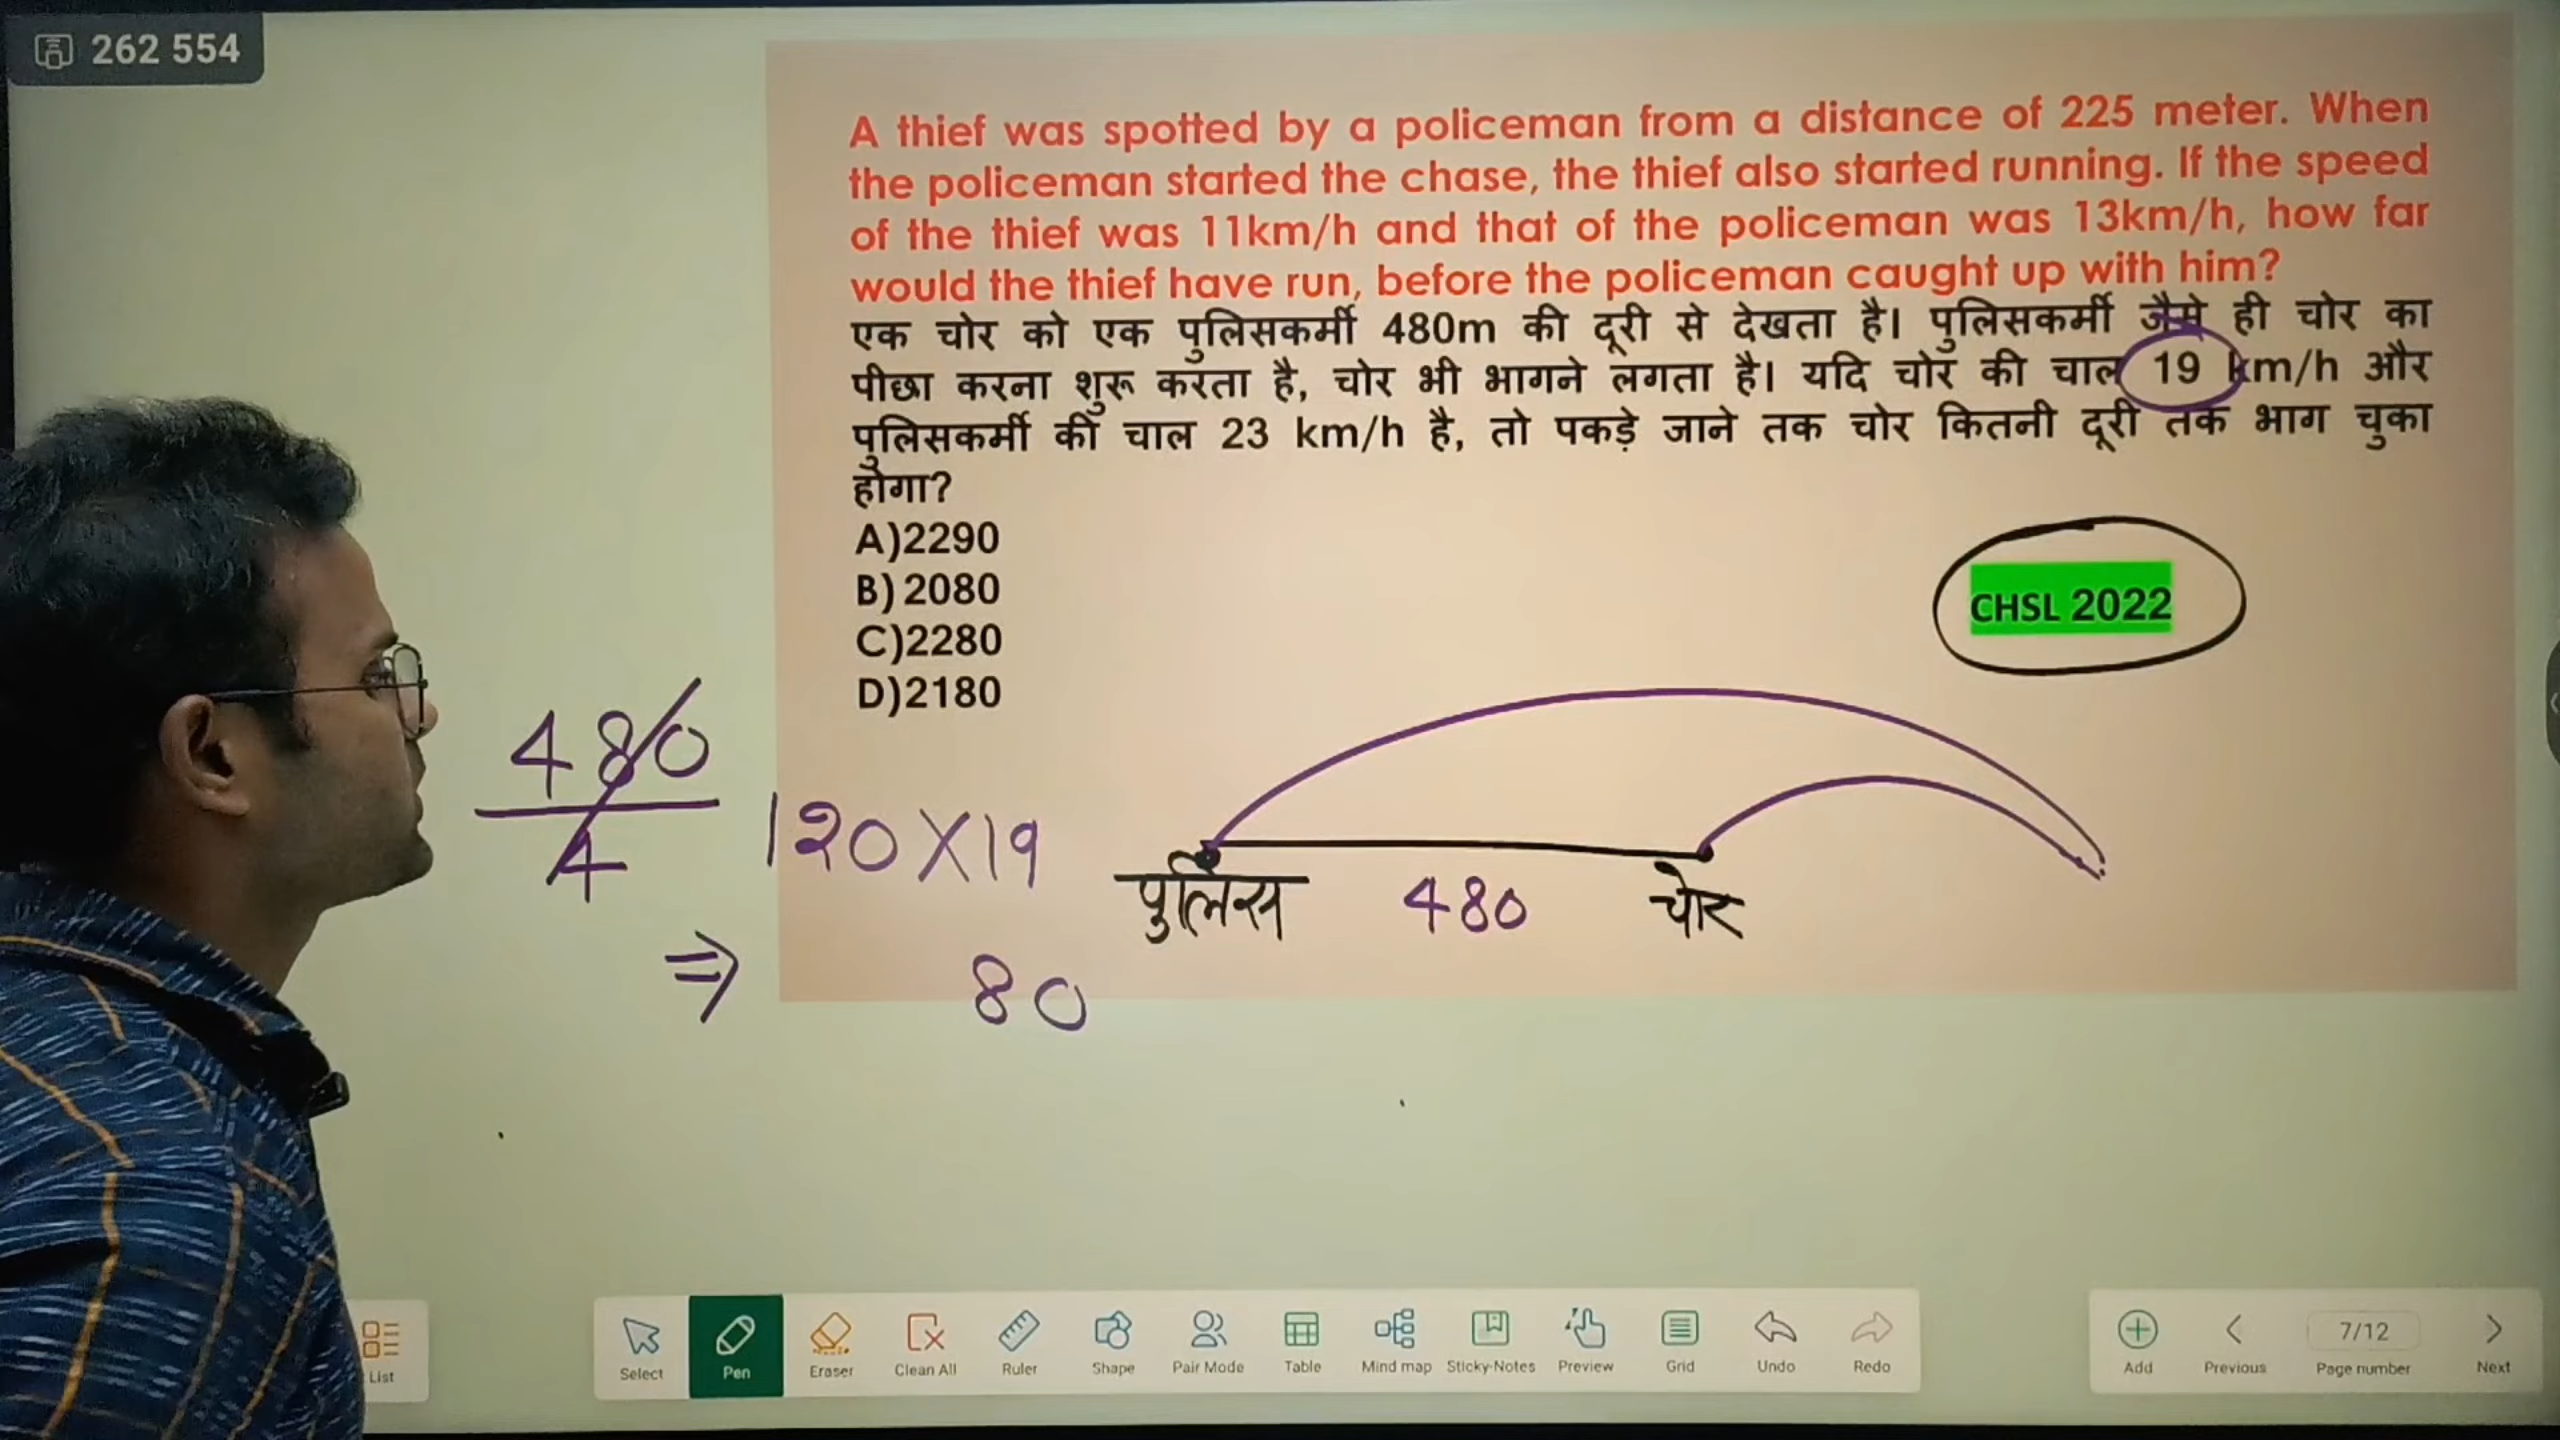 262 554
A thief was spotted by a policeman from a distance of 225 meter. When
the policeman started the chase, the thief also started running. If the speed
of the thief was 11km/h and that of the policeman was 13km/h, how far
would the thief have run, before the policeman caught up with him?
एक चोर को एक पुलिसकर्मी 480m की दूरी से देखता है। पुलिसकर्मी जैसे ही चोर का
पीछा करना शुरू करता है, चोर भी भागने लगता है। यदि चोर की चाल 19 km/h और
पुलिसकर्मी की चाल 23 km/h है, तो पकड़े जाने तक चोर कितनी दूरी तक भाग चुका
होगा?
A)2290
B) 2080
C)2280
D)2180
CHSL 2022
480
4
120 X 19
⇒ 80
पुलिस 480 चोर
List
Select Pen Eraser Clean All Ruler Shape Pair Mode Table Mind map Sticky-Notes Preview Grid Undo Redo
Add Previous 7/12 Page number Next